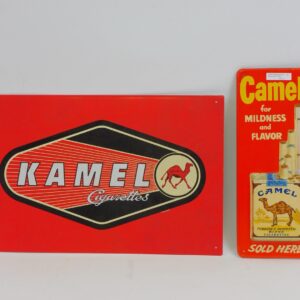 KAMEL
Cigarettes
Camel
for
MILDNESS
and
FLAVOR
CAMEL
SOLD HERE